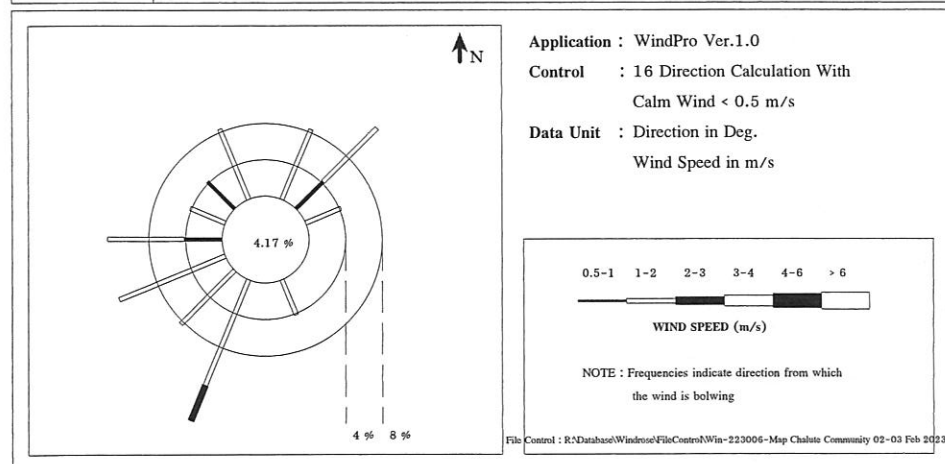 N
4.17 %
4 % 8 %
Application : WindPro Ver.1.0
Control : 16 Direction Calculation With
Calm Wind < 0.5 m/s
Data Unit : Direction in Deg.
Wind Speed in m/s
0.5-1 1-2 2-3 3-4 4-6 > 6
WIND SPEED (m/s)
NOTE : Frequencies indicate direction from which
the wind is bolwing
File Control : R:\Database\Windrose\FileControl\Win-223006-Map Chalute Community 02-03 Feb 2023